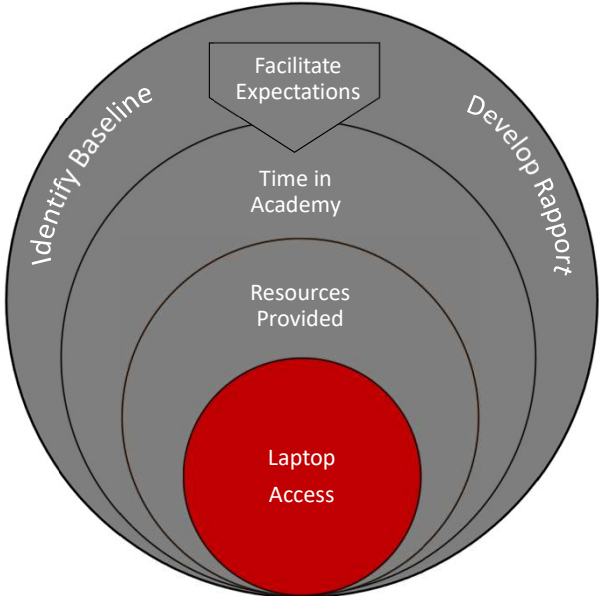 Facilitate
Expectations
Identify Baseline
Develop Rapport
Time in
Academy
Resources
Provided
Laptop
Access